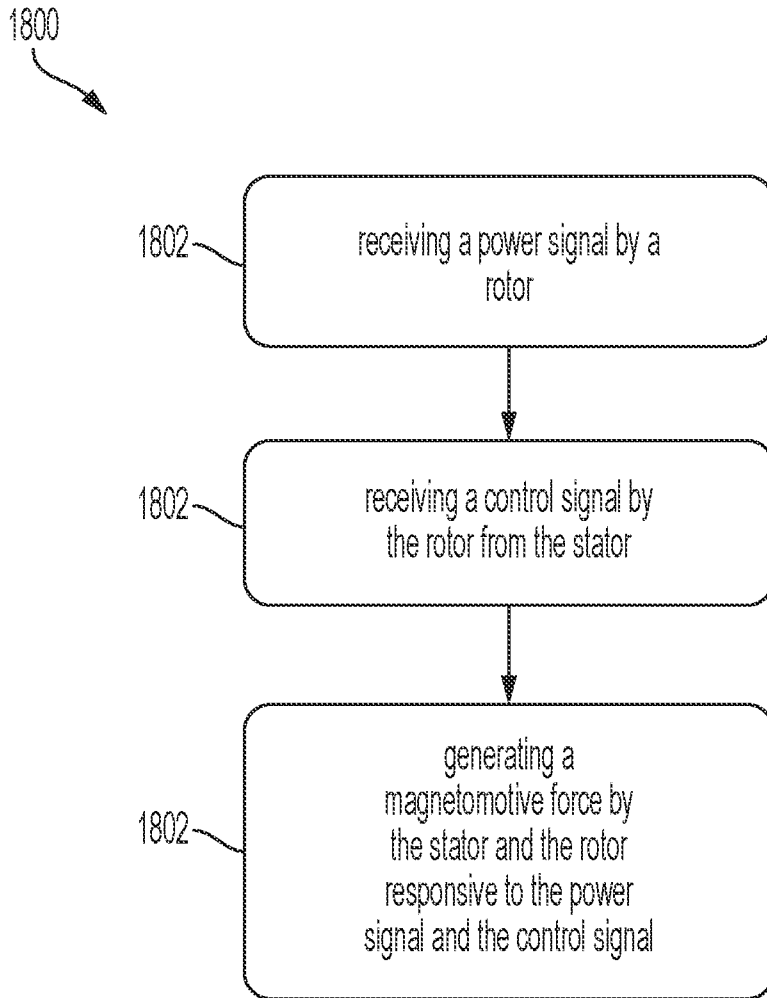 1800
1802
receiving a power signal by a
rotor
1802
receiving a control signal by
the rotor from the stator
1802
generating a
magnetomotive force by
the stator and the rotor
responsive to the power
signal and the control signal